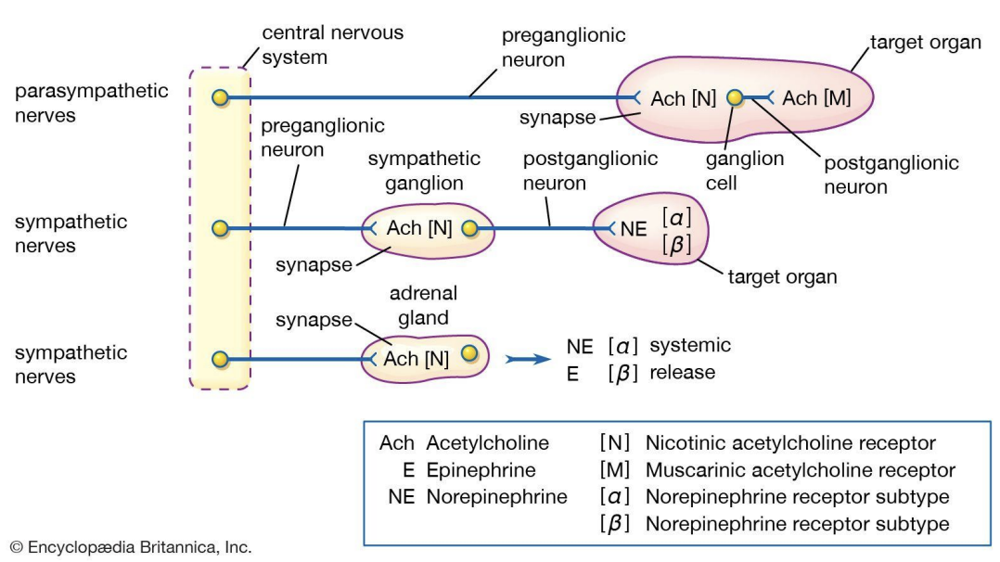 central nervous
system
preganglionic
neuron
target organ
parasympathetic
nerves
Ach [N]
Ach [M]
synapse
ganglion
cell
postganglionic
neuron
preganglionic
neuron
sympathetic
ganglion
postganglionic
neuron
sympathetic
nerves
Ach [N]
NE [α]
[β]
synapse
target organ
adrenal
gland
synapse
sympathetic
nerves
Ach [N]
NE [α] systemic
E [β] release
Ach Acetylcholine
E Epinephrine
NE Norepinephrine
[N] Nicotinic acetylcholine receptor
[M] Muscarinic acetylcholine receptor
[α] Norepinephrine receptor subtype
[β] Norepinephrine receptor subtype
© Encyclopædia Britannica, Inc.